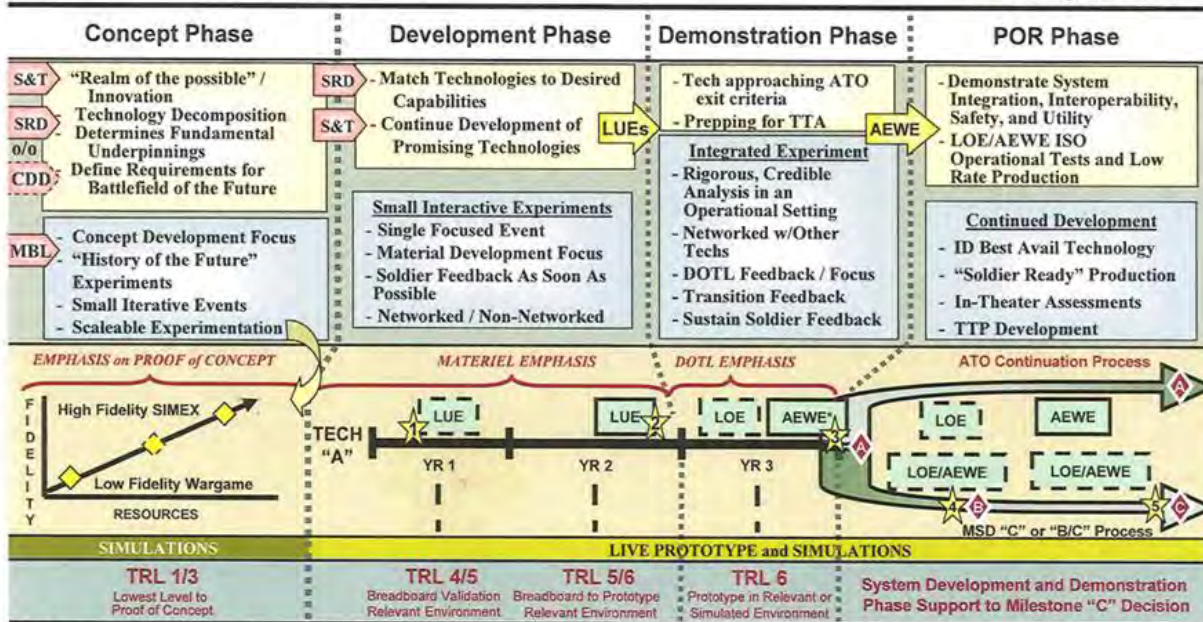 Concept Phase
Development Phase
Demonstration Phase
POR Phase
S&T
SRD
o/o
CDD
- "Realm of the possible" /
Innovation
- Technology Decomposition
- Determines Fundamental
Underpinnings
- Define Requirements for
Battlefield of the Future
MBL
- Concept Development Focus
- "History of the Future"
Experiments
- Small Iterative Events
- Scaleable Experimentation
SRD
S&T
- Match Technologies to Desired
Capabilities
- Continue Development of
Promising Technologies
LUEs
Small Interactive Experiments
- Single Focused Event
- Material Development Focus
- Soldier Feedback As Soon As
Possible
- Networked / Non-Networked
- Tech approaching ATO
exit criteria
- Prepping for TTA
AEWE
Integrated Experiment
- Rigorous, Credible
Analysis in an
Operational Setting
- Networked w/Other
Techs
- DOTL Feedback / Focus
- Transition Feedback
- Sustain Soldier Feedback
- Demonstrate System
Integration, Interoperability,
Safety, and Utility
- LOE/AEWE ISO
Operational Tests and Low
Rate Production
Continued Development
- ID Best Avail Technology
- "Soldier Ready" Production
- In-Theater Assessments
- TTP Development
EMPHASIS on PROOF of CONCEPT
MATERIEL EMPHASIS
DOTL EMPHASIS
ATO Continuation Process
FIDELITY
High Fidelity SIMEX
Low Fidelity Wargame
RESOURCES
TECH
"A"
1
LUE
LUE
2
LOE
AEWE*
3
A
YR 1
YR 2
YR 3
A
LOE
AEWE
LOE/AEWE
LOE/AEWE
4
B
5
C
MSD "C" or "B/C" Process
SIMULATIONS
LIVE PROTOTYPE and SIMULATIONS
TRL 1/3
Lowest Level to
Proof of Concept
TRL 4/5
Breadboard Validation
Relevant Environment
TRL 5/6
Breadboard to Prototype
Relevant Environment
TRL 6
Prototype in Relevant or
Simulated Environment
System Development and Demonstration
Phase Support to Milestone "C" Decision